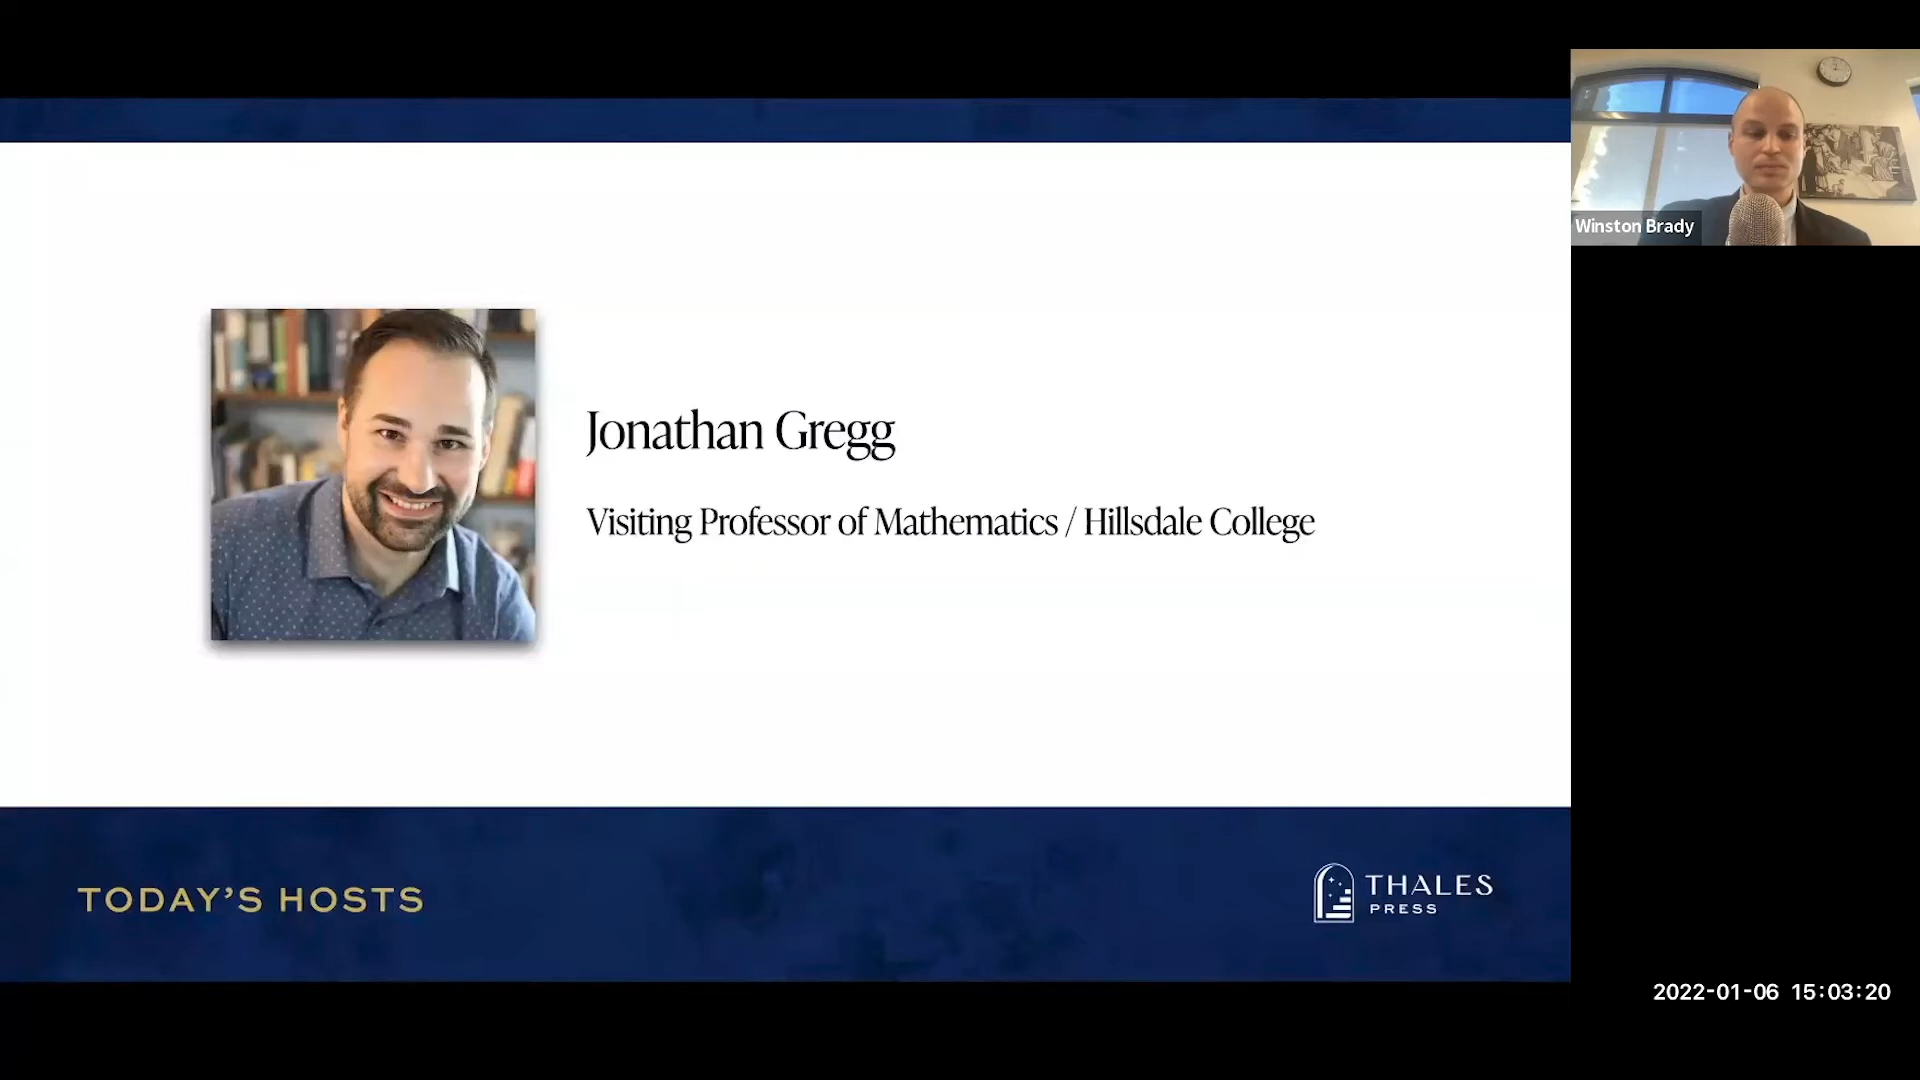 Winston Brady
Jonathan Gregg
Visiting Professor of Mathematics / Hillsdale College
TODAY’S HOSTS
THALES
PRESS
2022-01-06 15:03:20